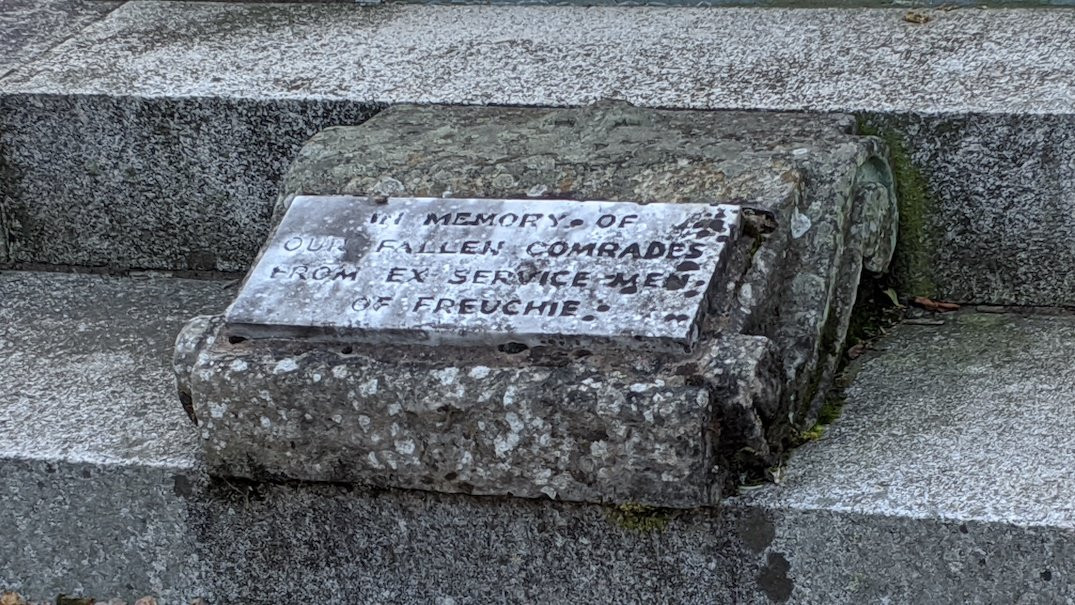 IN MEMORY OF
OUR FALLEN COMRADES
FROM EX SERVICE MEN
OF FREUCHIE.